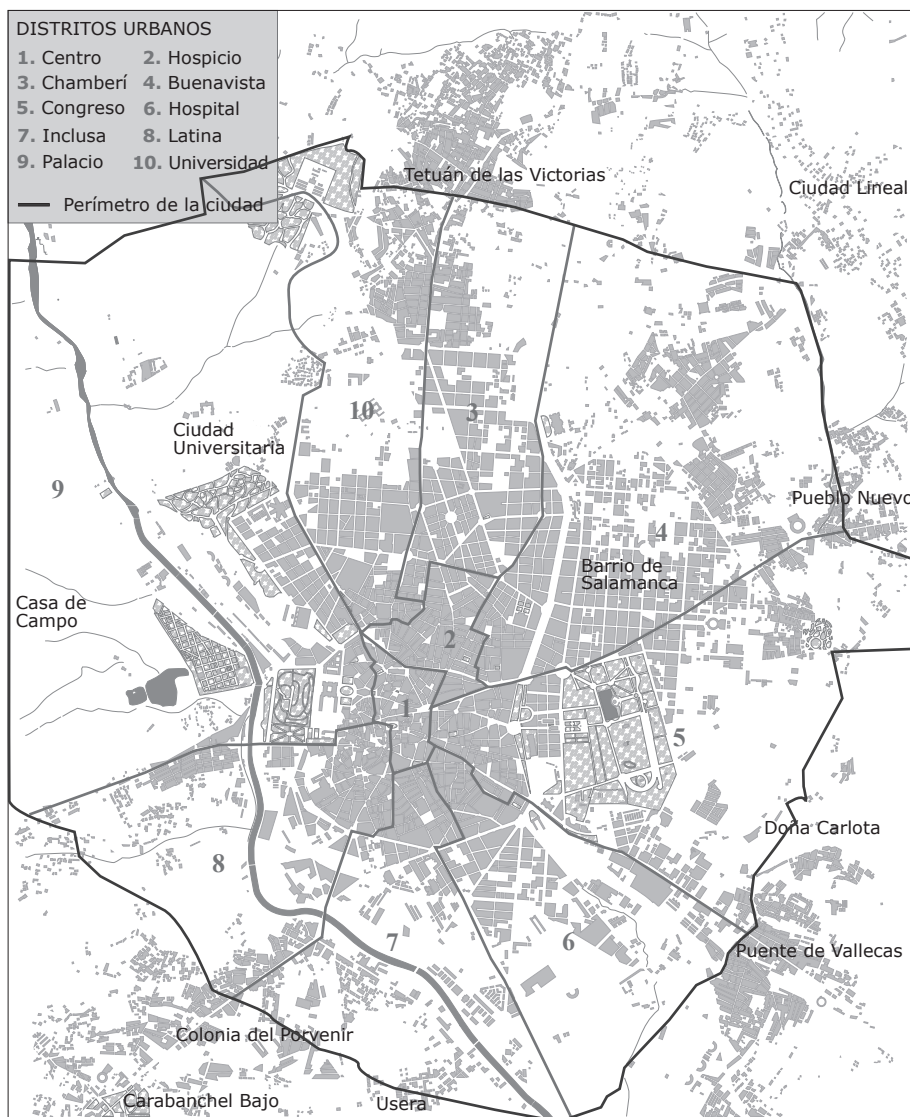 DISTRITOS URBANOS
1. Centro 2. Hospicio
3. Chamberí 4. Buenavista
5. Congreso 6. Hospital
7. Inclusa 8. Latina
9. Palacio 10. Universidad
Perímetro de la ciudad
Tetuán de las Victorias
Ciudad Lineal
10
3
Ciudad
Universitaria
9
Pueblo Nuevo
4
Barrio de
Salamanca
Casa de
Campo
2
1
5
Doña Carlota
8
7
6
Puente de Vallecas
Colonia del Porvenir
Carabanchel Bajo
Usera